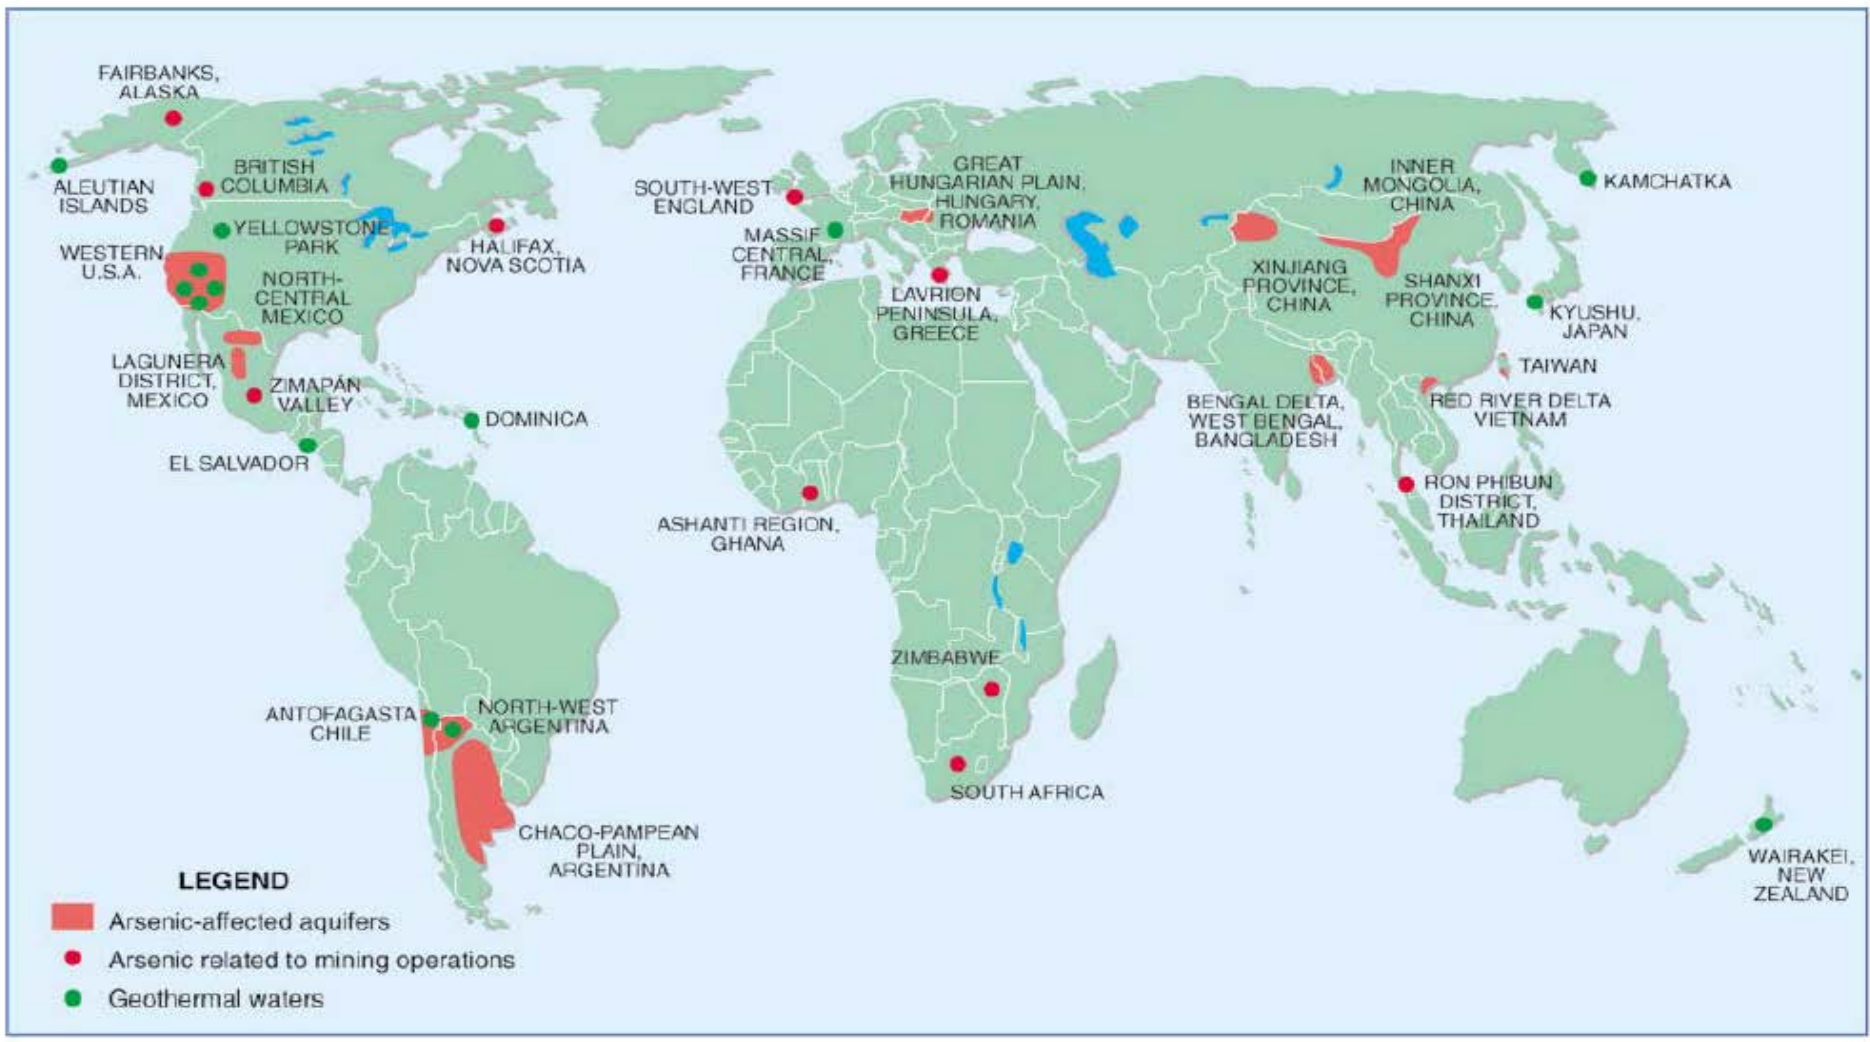 FAIRBANKS,
ALASKA
ALEUTIAN
ISLANDS
BRITISH
COLUMBIA
YELLOWSTONE
PARK
WESTERN
U.S.A.
NORTH-
CENTRAL
MEXICO
HALIFAX,
NOVA SCOTIA
LAGUNERA
DISTRICT,
MEXICO
ZIMAPÁN
VALLEY
DOMINICA
EL SALVADOR
SOUTH-WEST
ENGLAND
MASSIF
CENTRAL,
FRANCE
GREAT
HUNGARIAN PLAIN,
HUNGARY,
ROMANIA
LAVRION
PENINSULA,
GREECE
INNER
MONGOLIA,
CHINA
KAMCHATKA
XINJIANG
PROVINCE,
CHINA
SHANXI
PROVINCE,
CHINA
KYUSHU,
JAPAN
TAIWAN
BENGAL DELTA,
WEST BENGAL,
BANGLADESH
RED RIVER DELTA
VIETNAM
RON PHIBUN
DISTRICT,
THAILAND
ASHANTI REGION,
GHANA
ZIMBABWE
SOUTH AFRICA
ANTOFAGASTA
CHILE
NORTH-WEST
ARGENTINA
CHACO-PAMPEAN
PLAIN,
ARGENTINA
WAIRAKEI,
NEW
ZEALAND
LEGEND
Arsenic-affected aquifers
Arsenic related to mining operations
Geothermal waters